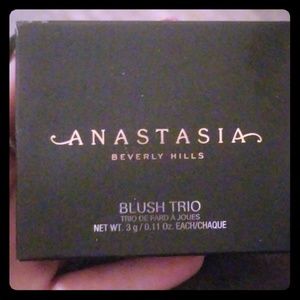 ANASTASIA
BEVERLY HILLS
BLUSH TRIO
TRIO DE FARD À JOUES
NET WT. 3 g / 0.11 Oz. EACH/CHAQUE